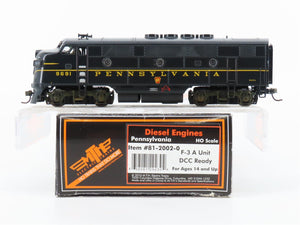 9691
PENNSYLVANIA
MTH
Diesel Engines
Pennsylvania HO Scale
Item #81-2002-0
F-3 A Unit
DCC Ready
For Ages 14 and Up